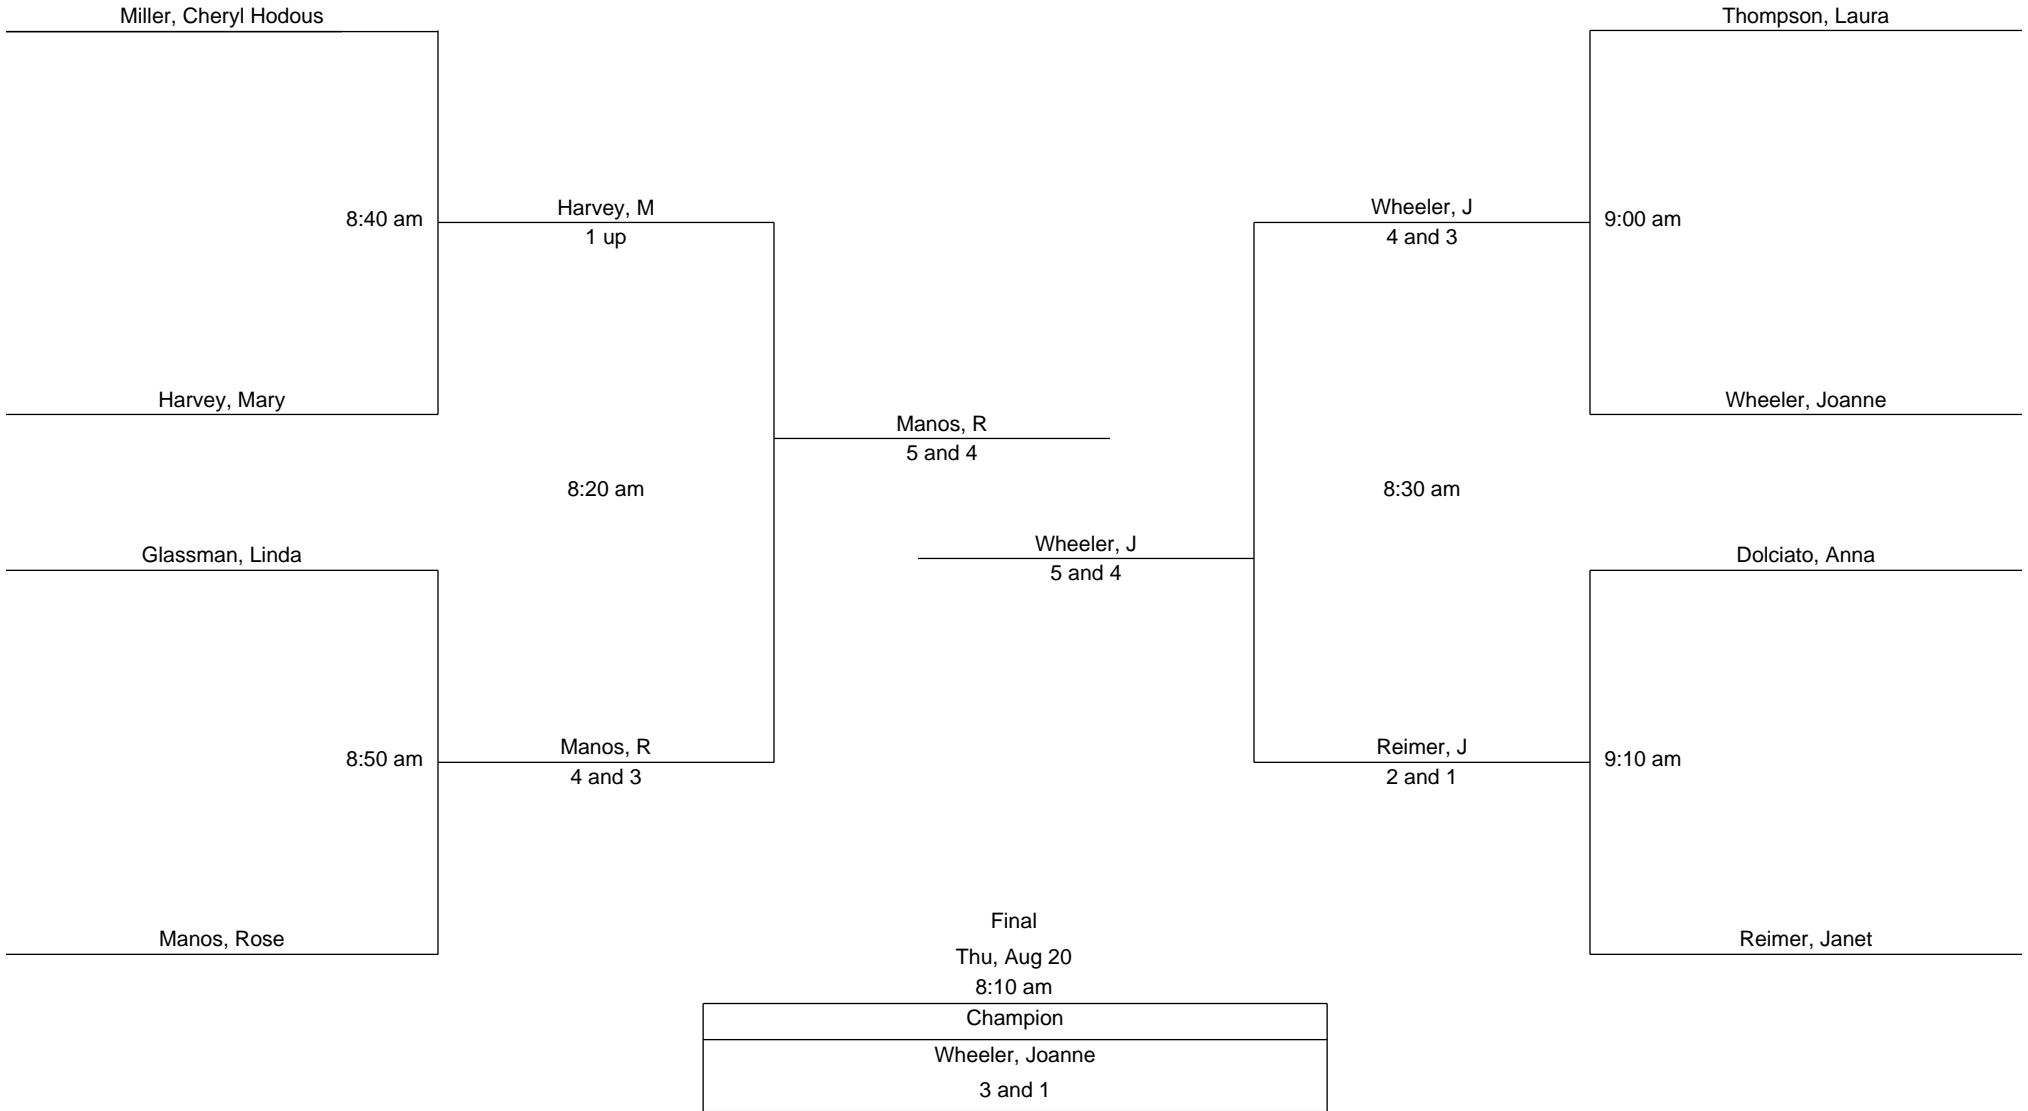 Miller, Cheryl Hodous
Thompson, Laura
8:40 am
Harvey, M
1 up
Wheeler, J
4 and 3
9:00 am
Harvey, Mary
Wheeler, Joanne
Manos, R
5 and 4
8:20 am
8:30 am
Glassman, Linda
Wheeler, J
5 and 4
Dolciato, Anna
8:50 am
Manos, R
4 and 3
Reimer, J
2 and 1
9:10 am
Manos, Rose
Reimer, Janet
Final
Thu, Aug 20
8:10 am
Champion
Wheeler, Joanne
3 and 1